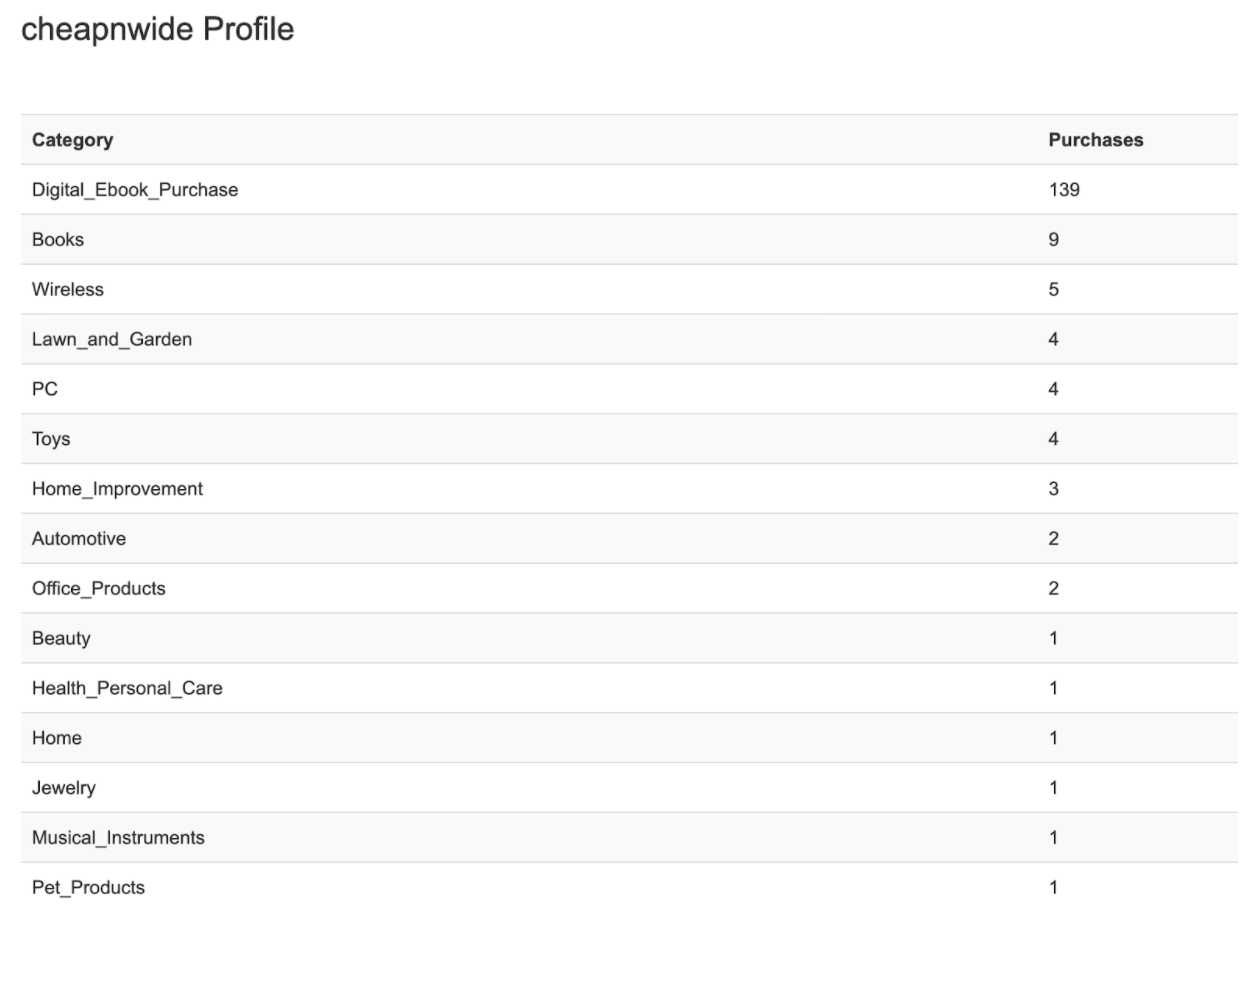 cheapnwide Profile
Category Purchases
Digital_Ebook_Purchase 139
Books 9
Wireless 5
Lawn_and_Garden 4
PC 4
Toys 4
Home_Improvement 3
Automotive 2
Office_Products 2
Beauty 1
Health_Personal_Care 1
Home 1
Jewelry 1
Musical_Instruments 1
Pet_Products 1